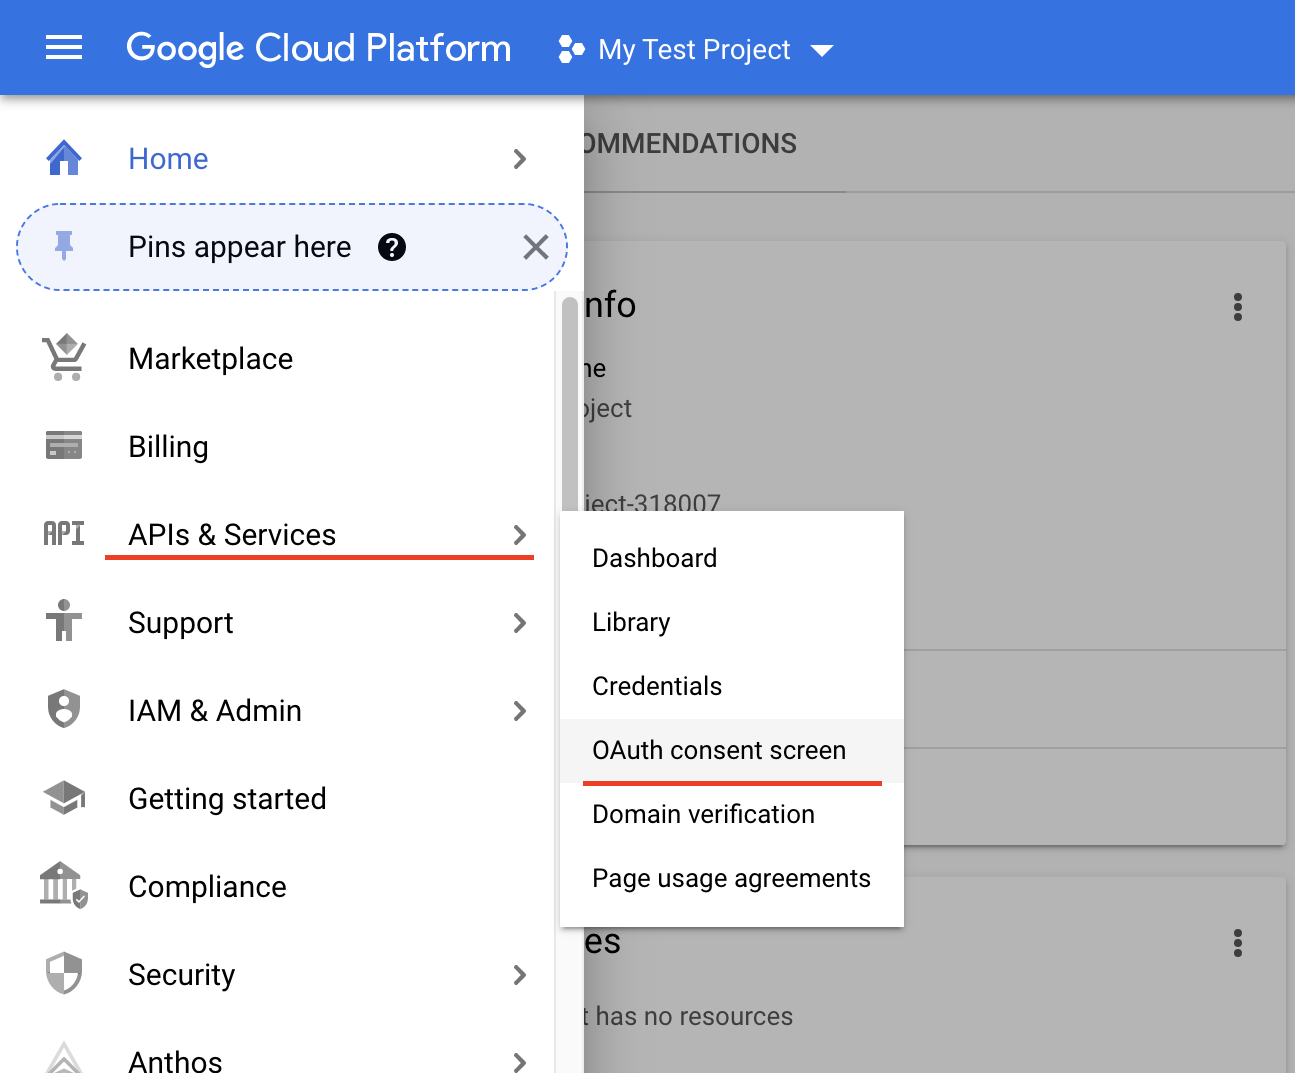 Google Cloud Platform
My Test Project
Home
OMMENDATIONS
Pins appear here ?
nfo
Marketplace
ject
Billing
ject-318007
API APIs & Services
Dashboard
Support
Library
Credentials
IAM & Admin
OAuth consent screen
Getting started
Domain verification
Compliance
Page usage agreements
es
Security
has no resources
Anthos